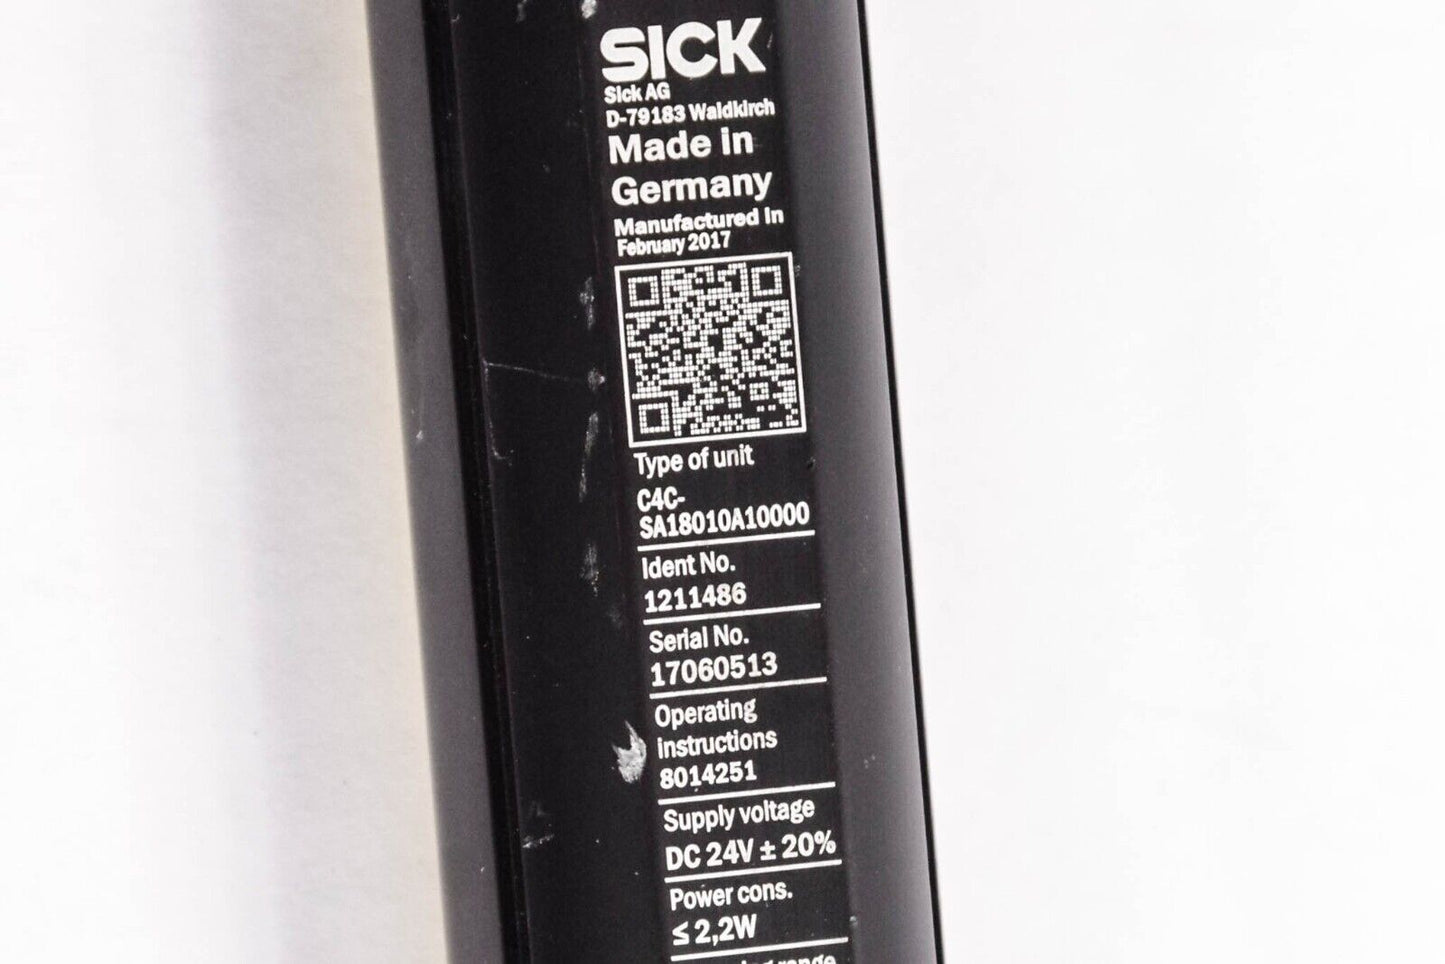 SICK
Sick AG
D-79183 Waldkirch
Made in
Germany
Manufactured in
February 2017
Type of unit
C4C-
SA18010A10000
Ident No.
1211486
Serial No.
17060513
Operating
instructions
8014251
Supply voltage
DC 24V ± 20%
Power cons.
≤ 2,2W
range